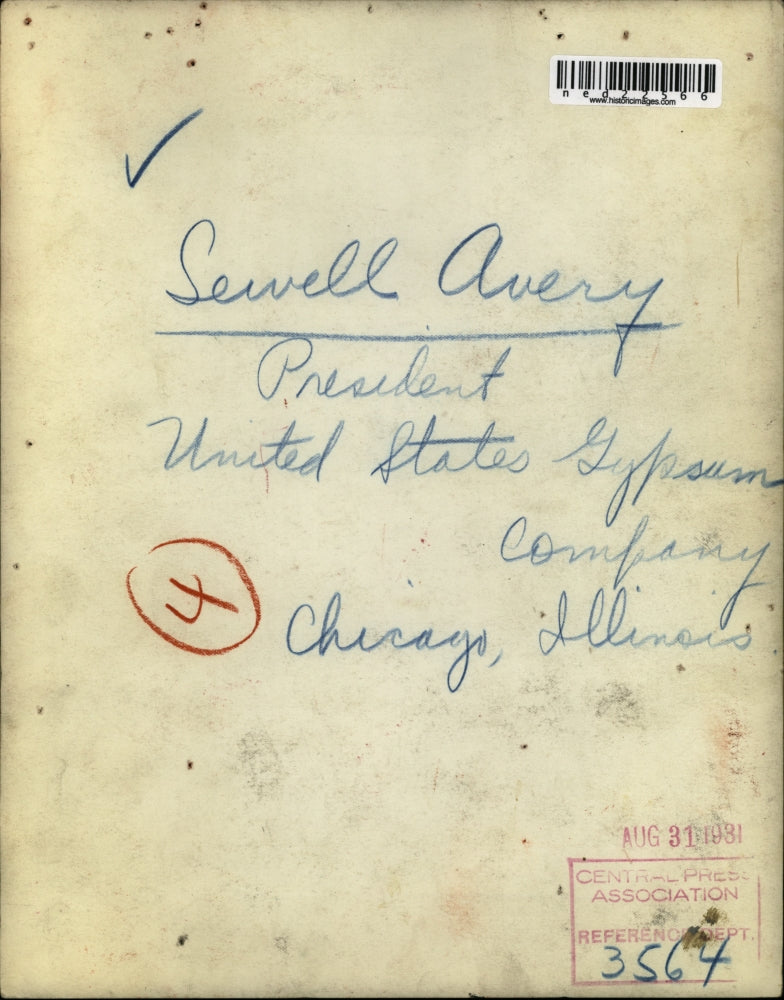 ned22566
www.historicimages.com
Sewell Avery
President
United States Gypsum
Company
4
Chicago, Illinois.
AUG 31 1931
CENTRAL PRESS
ASSOCIATION
REFERENCE DEPT.
3564